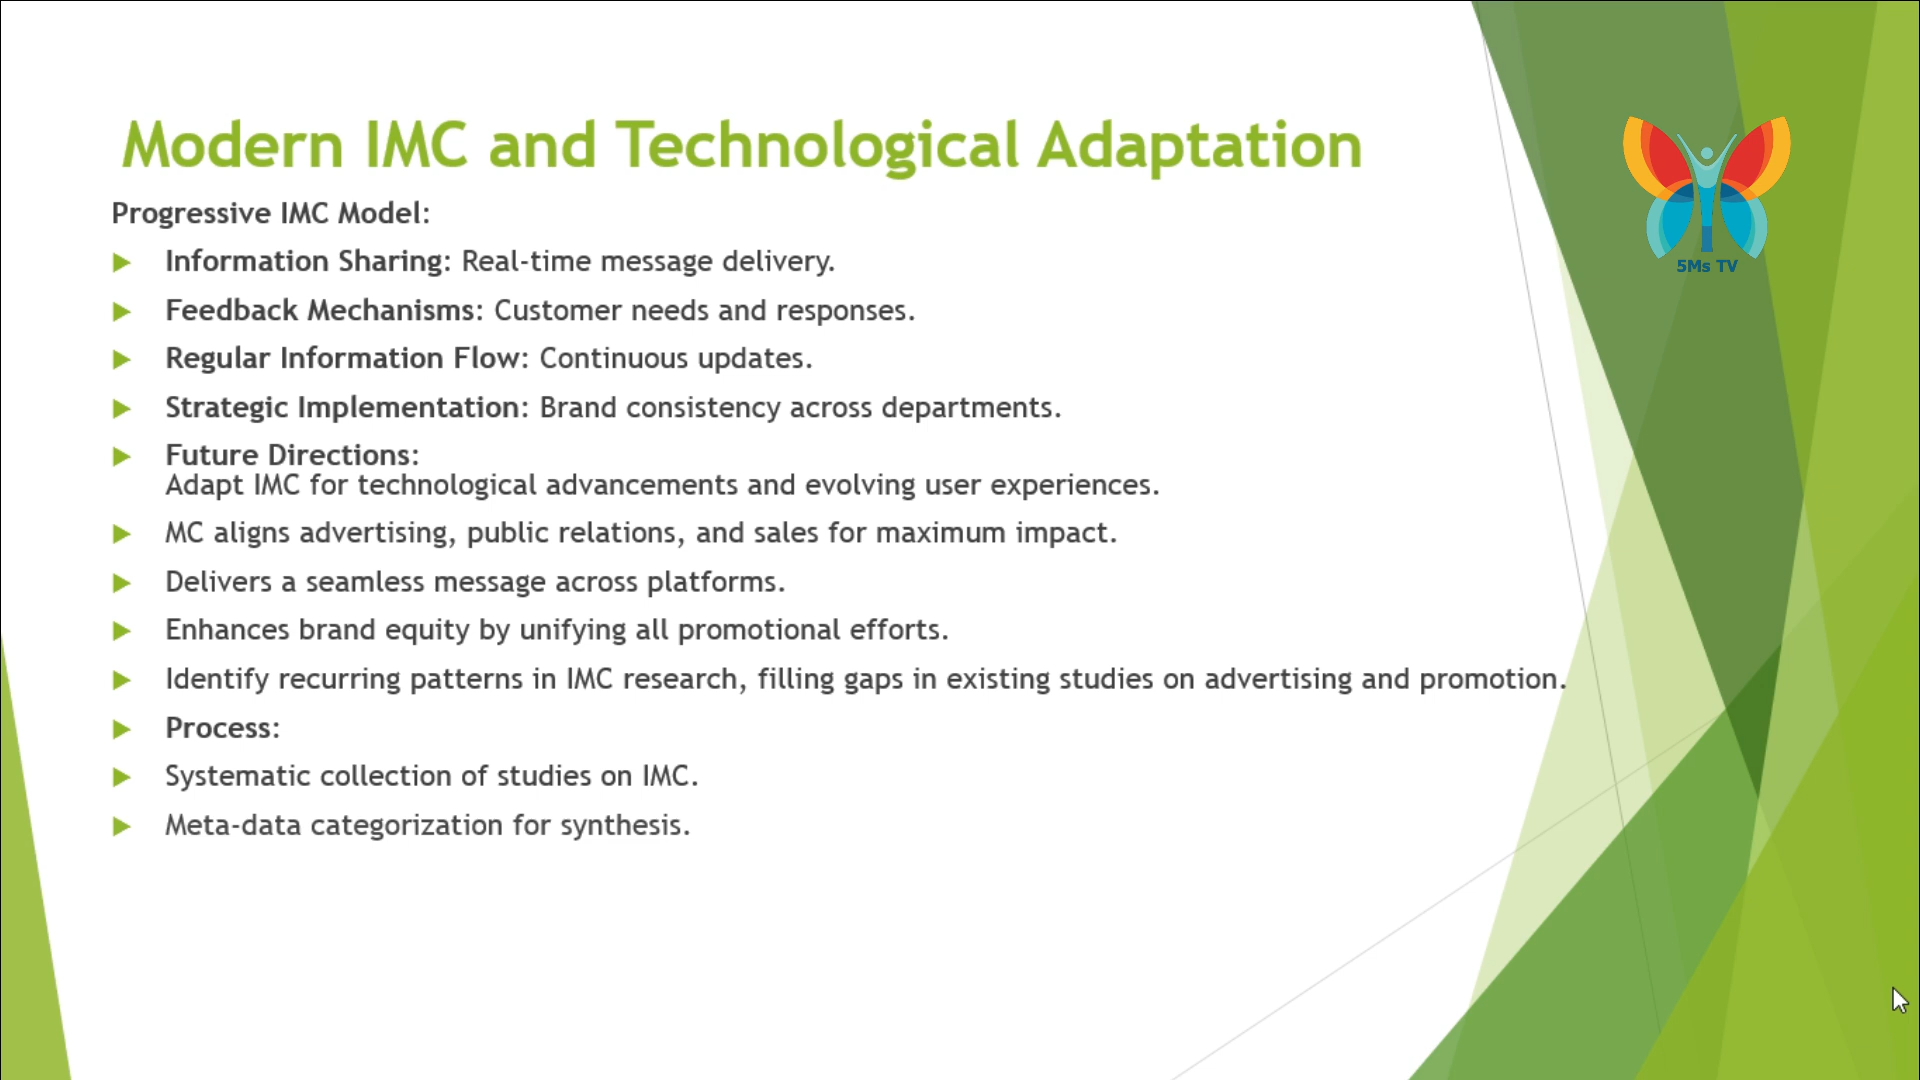 Modern IMC and Technological Adaptation
5Ms TV
Progressive IMC Model:
Information Sharing: Real-time message delivery.
Feedback Mechanisms: Customer needs and responses.
Regular Information Flow: Continuous updates.
Strategic Implementation: Brand consistency across departments.
Future Directions:
Adapt IMC for technological advancements and evolving user experiences.
MC aligns advertising, public relations, and sales for maximum impact.
Delivers a seamless message across platforms.
Enhances brand equity by unifying all promotional efforts.
Identify recurring patterns in IMC research, filling gaps in existing studies on advertising and promotion.
Process:
Systematic collection of studies on IMC.
Meta-data categorization for synthesis.